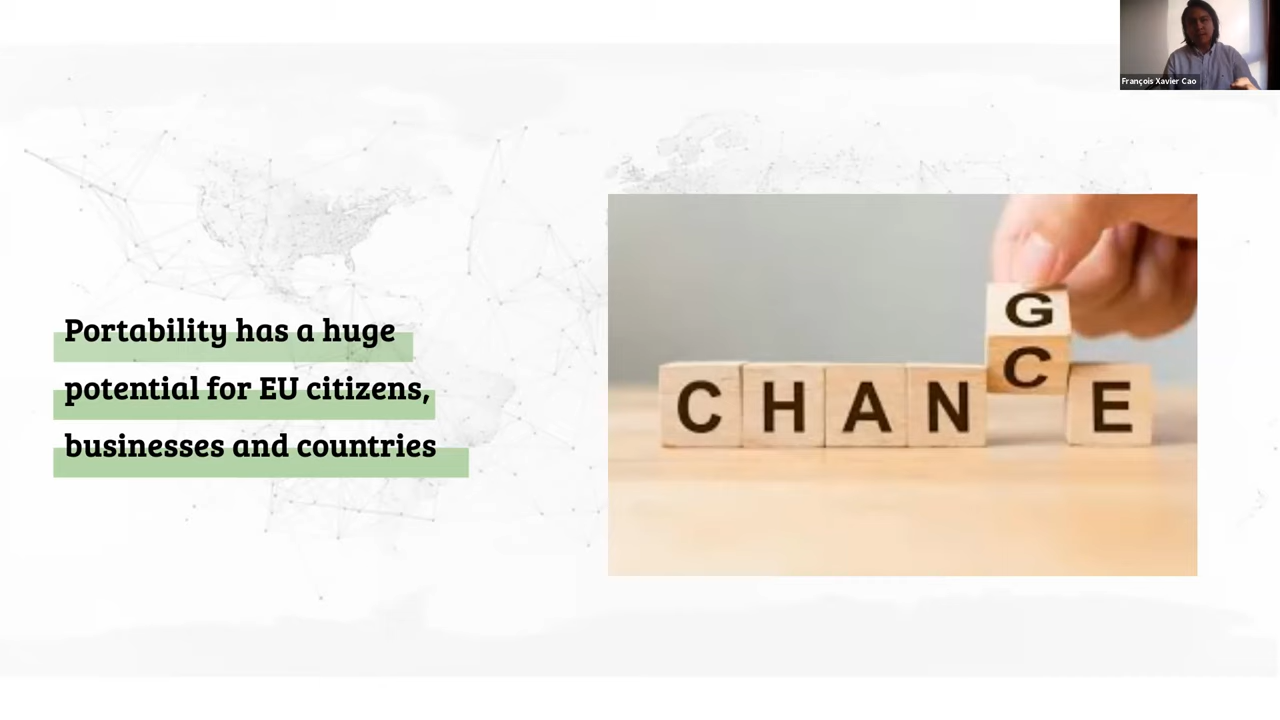 François Xavier Cao
Portability has a huge
potential for EU citizens,
businesses and countries
G
C
CHAN E